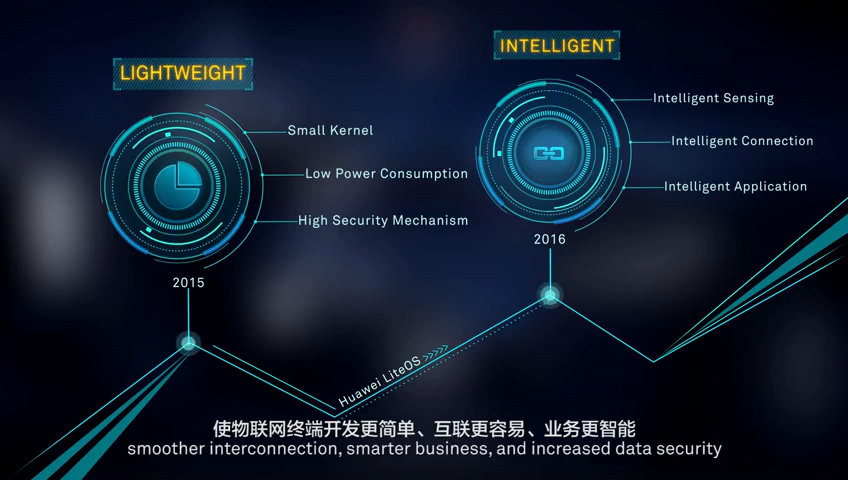 LIGHTWEIGHT
Small Kernel
Low Power Consumption
High Security Mechanism
2015
INTELLIGENT
Intelligent Sensing
Intelligent Connection
Intelligent Application
2016
Huawei LiteOS >>>>>
使物联网终端开发更简单、互联更容易、业务更智能
smoother interconnection, smarter business, and increased data security